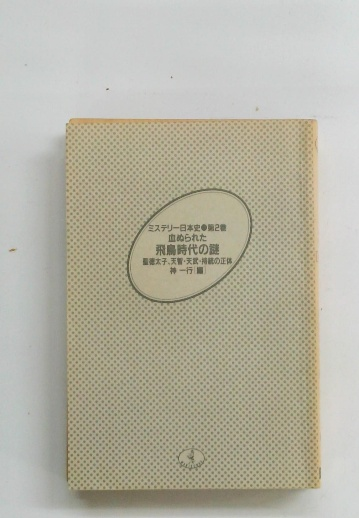 ミステリー日本史●第2巻
血ぬられた
飛鳥時代の謎
聖徳太子、天智・天武・持統の正体
神 一行[編]